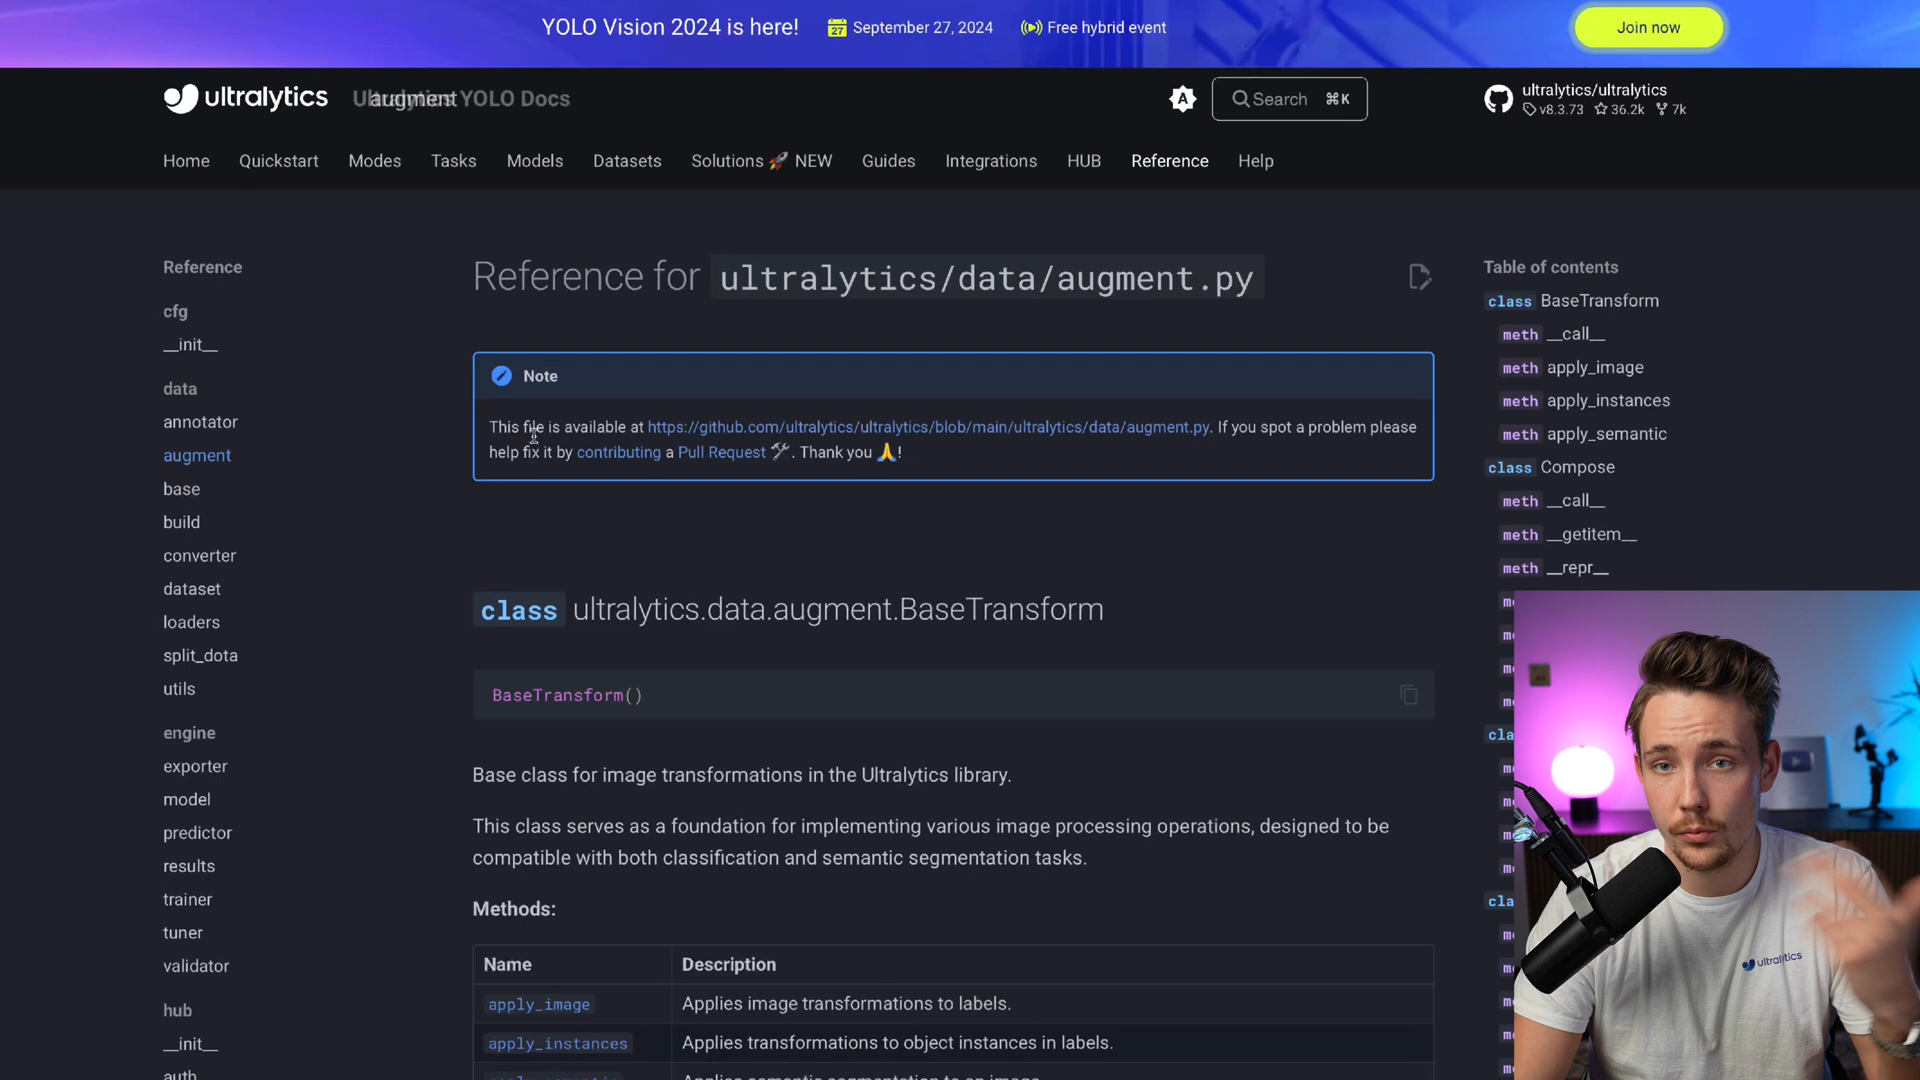 YOLO Vision 2024 is here! 27 September 27, 2024 Free hybrid event Join now
ultralytics Ultralytics YOLO Docs augment A Search ⌘K ultralytics/ultralytics
v8.3.73 36.2k 7k
Home Quickstart Modes Tasks Models Datasets Solutions 🚀 NEW Guides Integrations HUB Reference Help
Reference
cfg
__init__
data
annotator
augment
base
build
converter
dataset
loaders
split_dota
utils
engine
exporter
model
predictor
results
trainer
tuner
validator
hub
__init__
auth
Reference for ultralytics/data/augment.py
Note
This file is available at https://github.com/ultralytics/ultralytics/blob/main/ultralytics/data/augment.py. If you spot a problem please
help fix it by contributing a Pull Request 🛠️. Thank you 🙏!
class ultralytics.data.augment.BaseTransform
BaseTransform()
Base class for image transformations in the Ultralytics library.
This class serves as a foundation for implementing various image processing operations, designed to be
compatible with both classification and semantic segmentation tasks.
Methods:
Name Description
apply_image Applies image transformations to labels.
apply_instances Applies transformations to object instances in labels.
Table of contents
class BaseTransform
meth __call__
meth apply_image
meth apply_instances
meth apply_semantic
class Compose
meth __call__
meth __getitem__
meth __repr__
ultralytics